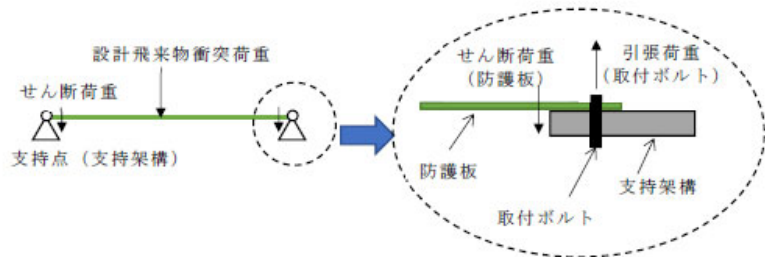 設計飛来物衝突荷重
せん断荷重
支持点（支持架構）
せん断荷重
(防護板)
引張荷重
(取付ボルト)
防護板
取付ボルト
支持架構